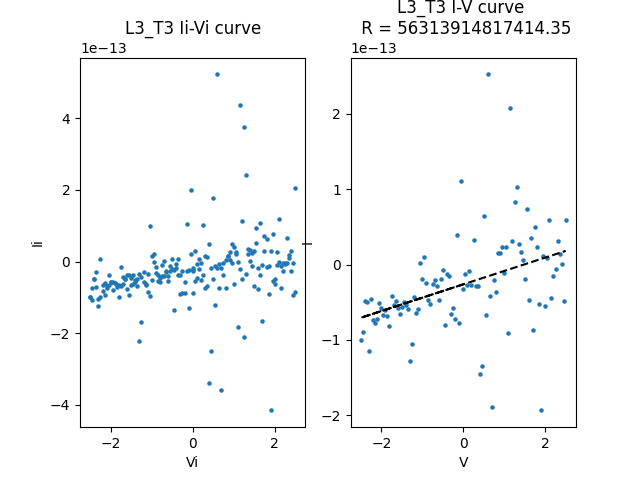 L3_T3 Ii-Vi curve
1e−13
4
2
0
−2
−4
−2
0
2
Ii
Vi
L3_T3 I-V curve
R = 56313914817414.35
1e−13
2
1
0
−1
−2
−2
0
2
I
V